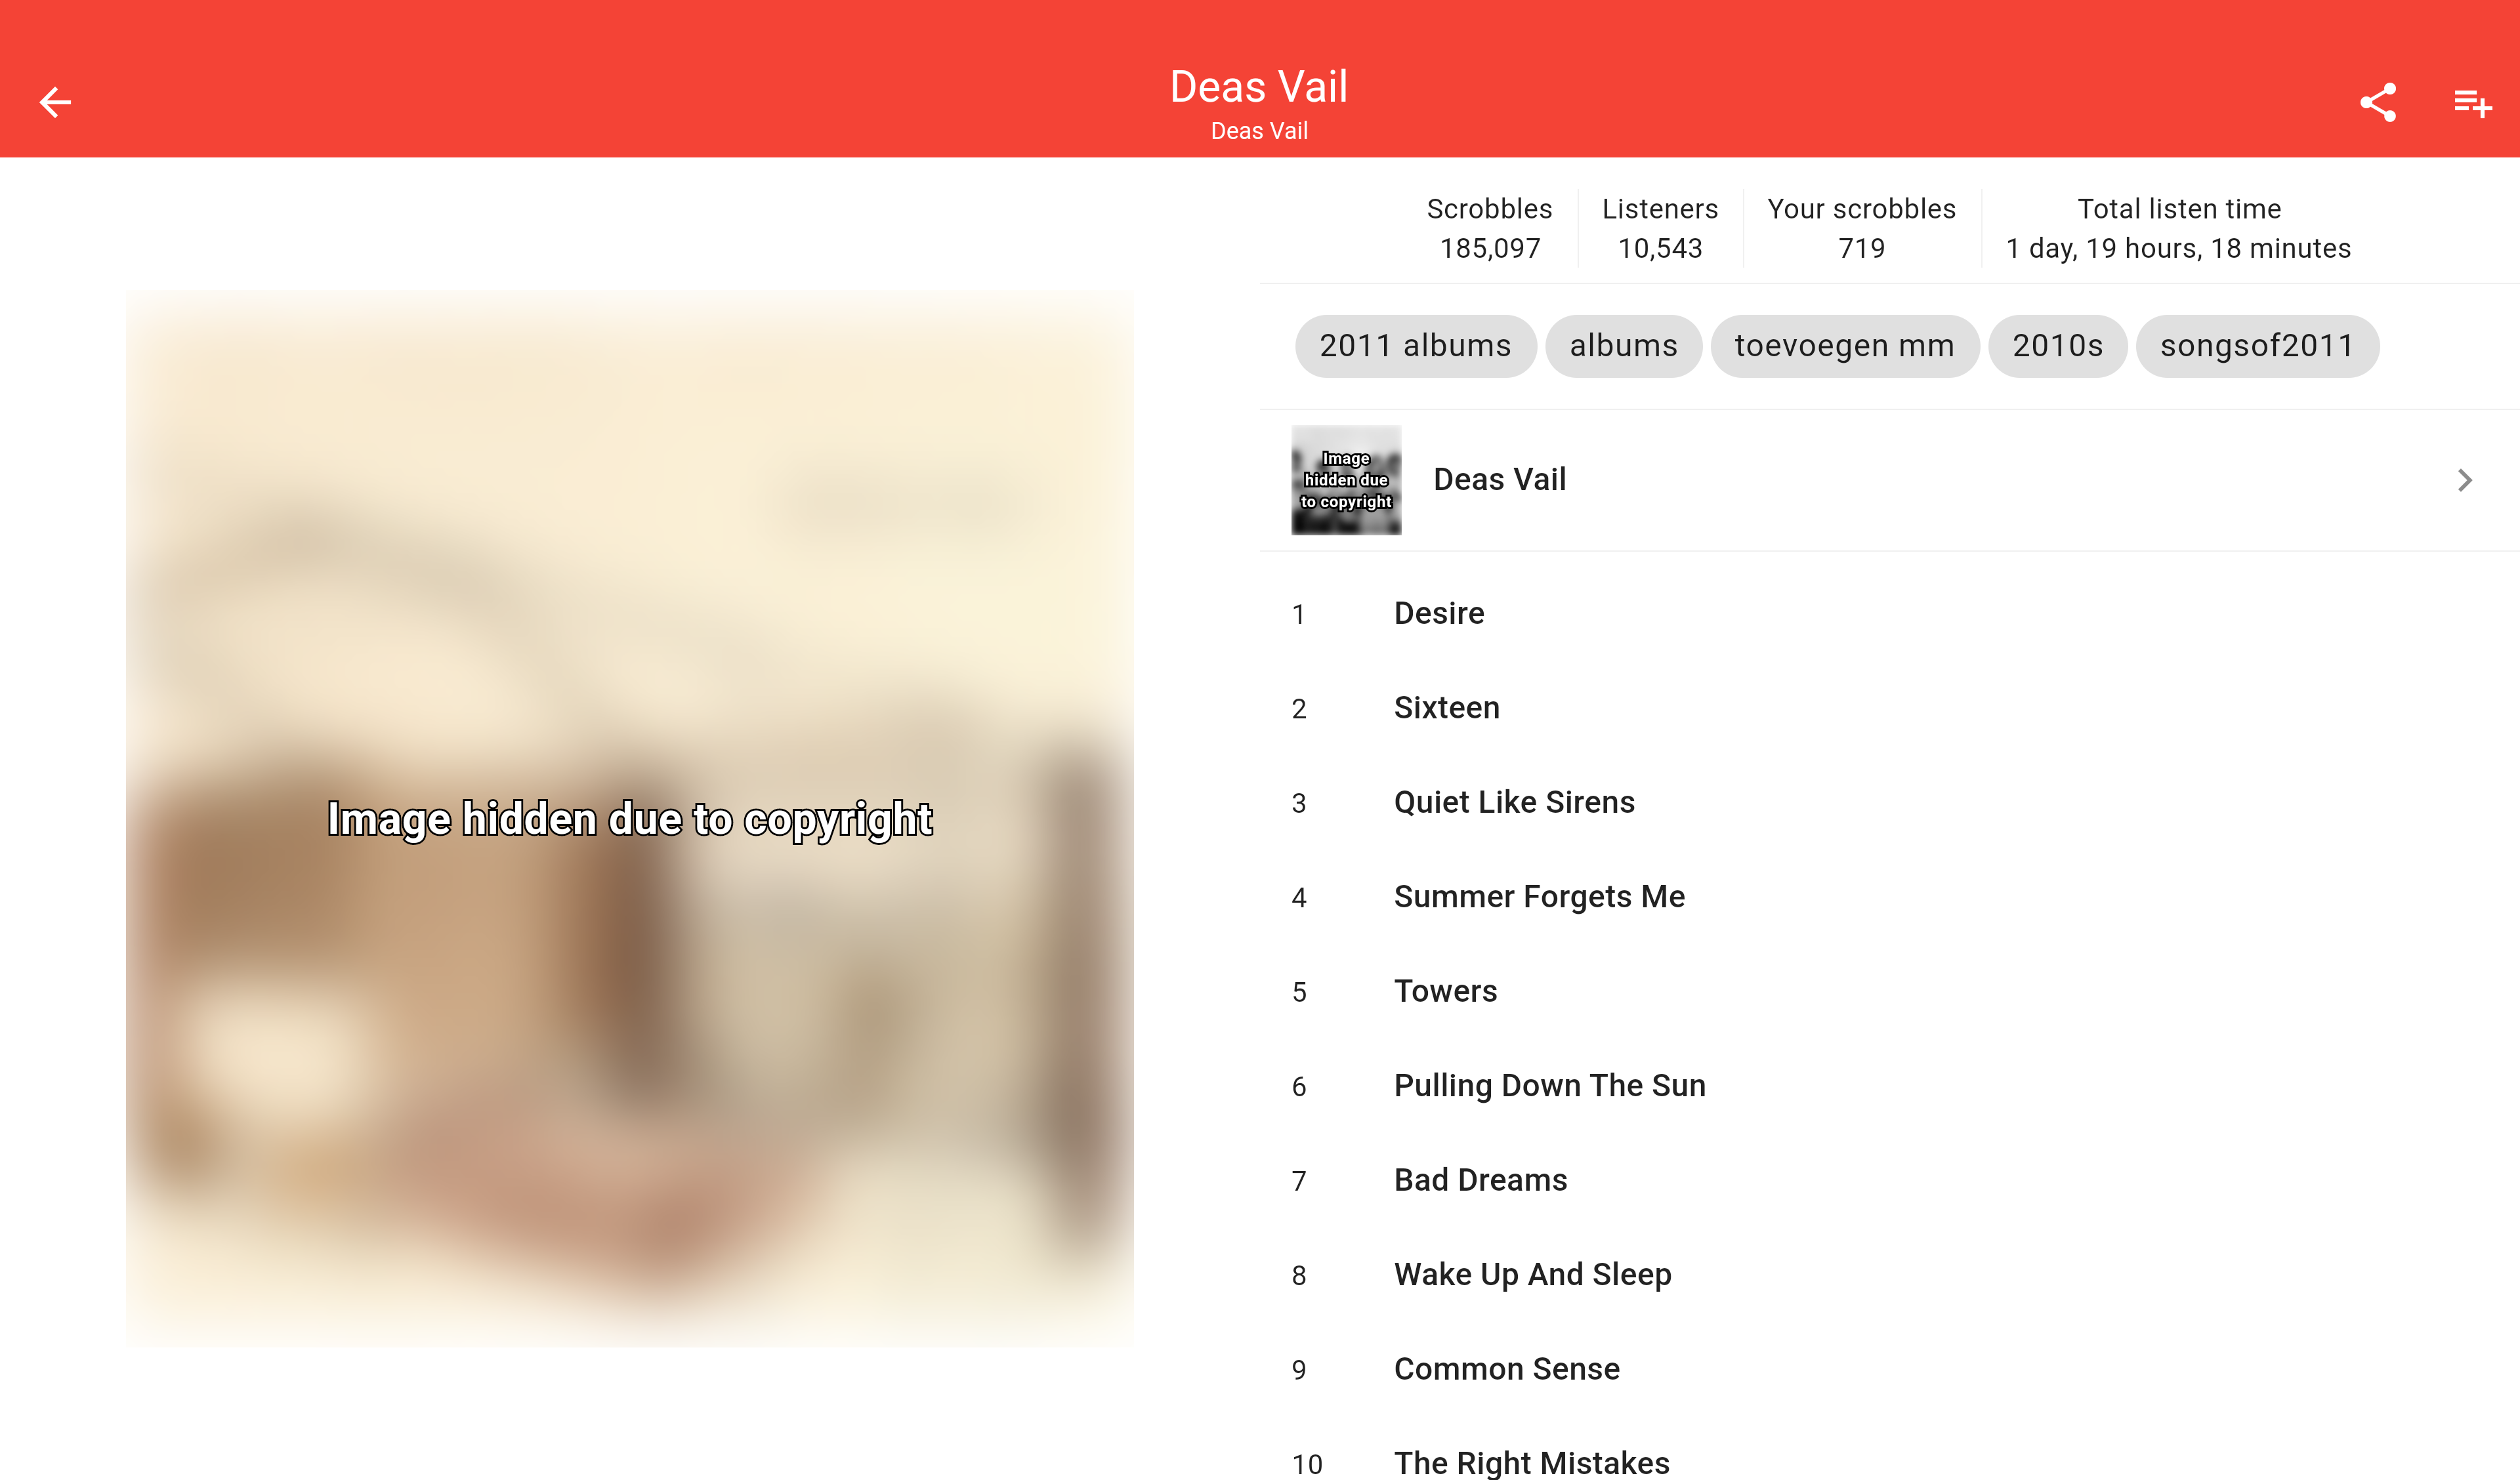 Deas Vail
Deas Vail
Scrobbles
185,097
Listeners
10,543
Your scrobbles
719
Total listen time
1 day, 19 hours, 18 minutes
2011 albums
albums
toevoegen mm
2010s
songsof2011
Image
hidden due
to copyright
Deas Vail
Image hidden due to copyright
1 Desire
2 Sixteen
3 Quiet Like Sirens
4 Summer Forgets Me
5 Towers
6 Pulling Down The Sun
7 Bad Dreams
8 Wake Up And Sleep
9 Common Sense
10 The Right Mistakes